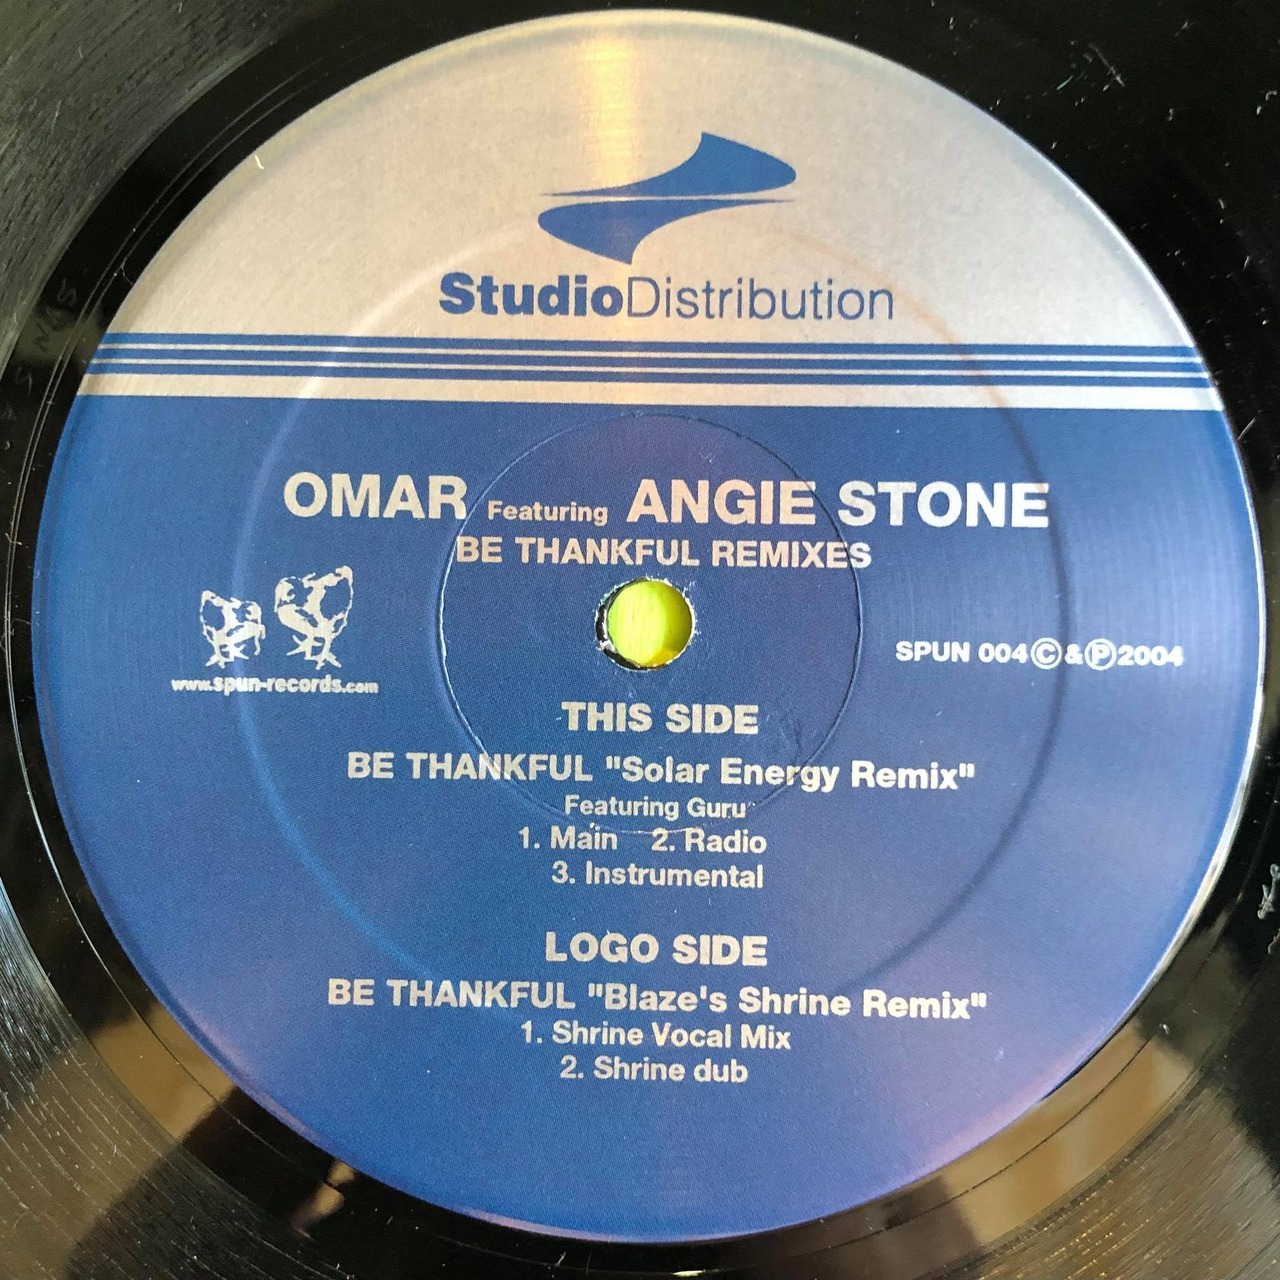 StudioDistribution
OMAR Featuring ANGIE STONE
BE THANKFUL REMIXES
www.spun-records.com
SPUN 004©&℗2004
THIS SIDE
BE THANKFUL "Solar Energy Remix"
Featuring Guru
1. Main 2. Radio
3. Instrumental
LOGO SIDE
BE THANKFUL "Blaze's Shrine Remix"
1. Shrine Vocal Mix
2. Shrine dub